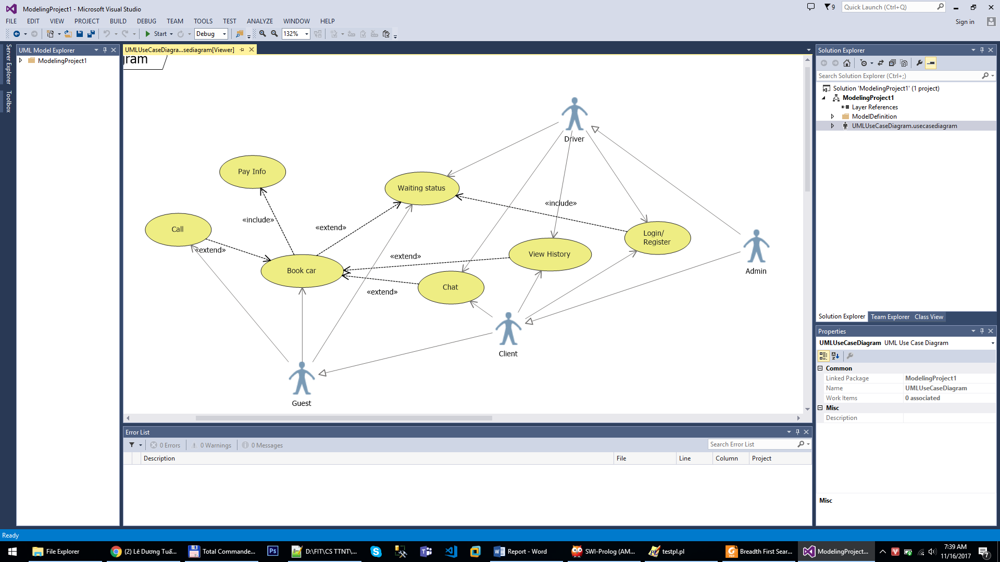 ModelingProject1 - Microsoft Visual Studio
9
Quick Launch (Ctrl+Q)
FILE EDIT VIEW PROJECT BUILD DEBUG TEAM TOOLS TEST ANALYZE WINDOW HELP
Sign in
Start Debug 132%
Server Explorer
Toolbox
UML Model Explorer
ModelingProject1
UMLUseCaseDiagra...sediagram[Viewer]
gram
Driver
Pay Info
Waiting status
«include»
«include»
«extend»
Call
Login/
Register
«extend»
View History
«extend»
Book car
Chat
«extend»
Admin
Client
Guest
Error List
0 Errors 0 Warnings 0 Messages
Search Error List
Description File Line Column Project
Solution Explorer
Search Solution Explorer (Ctrl+;)
Solution 'ModelingProject1' (1 project)
ModelingProject1
Layer References
ModelDefinition
UMLUseCaseDiagram.usecasediagram
Solution Explorer Team Explorer Class View
Properties
UMLUseCaseDiagram UML Use Case Diagram
Common
Linked Package ModelingProject1
Name UMLUseCaseDiagram
Work Items 0 associated
Misc
Description
Misc
Ready
File Explorer
(2) Lê Dương Tuấ...
Total Commande...
Ps
D:\FIT\CS TTNT\...
Report - Word
SWI-Prolog (AM...
testpl.pl
Breadth First Sear...
ModelingProject...
7:39 AM
11/16/2017
7